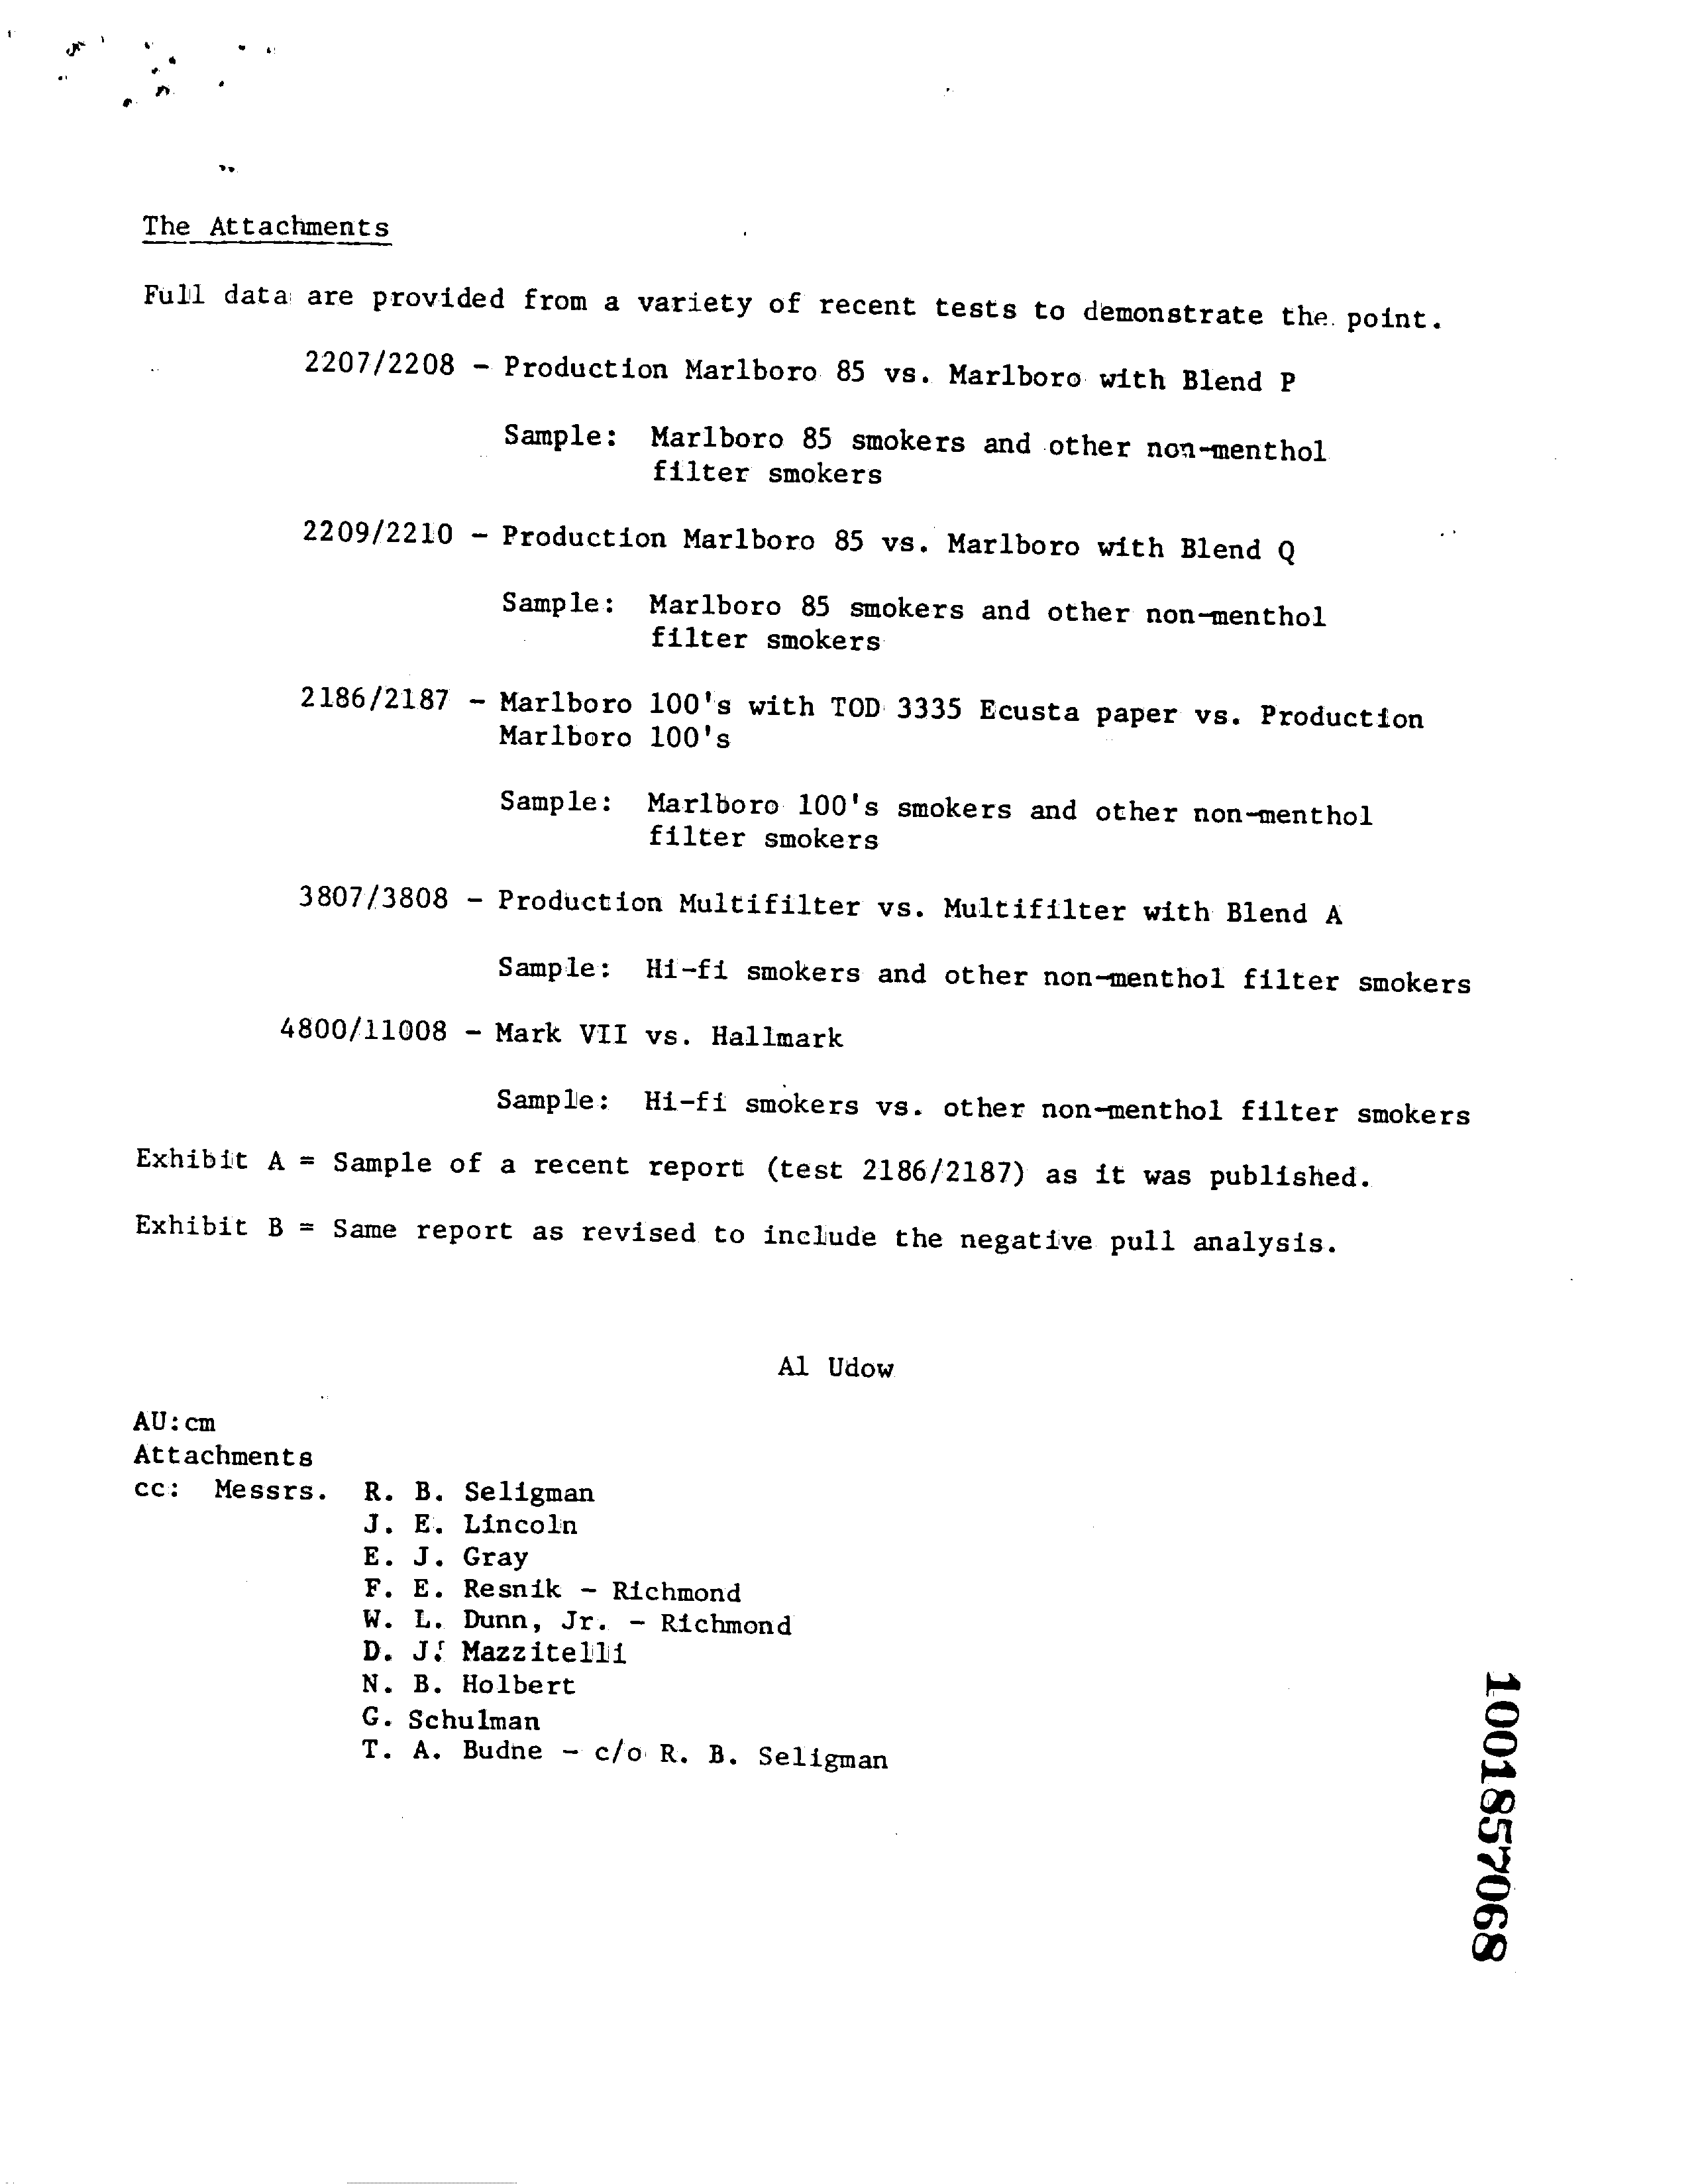 The Attachments
Full data are provided from a variety of recent tests to demonstrate the point.
2207/2208 - Production Marlboro 85 vs. Marlboro with Blend P
Sample: Marlboro 85 smokers and other non-menthol
filter smokers
2209/2210 - Production Marlboro 85 vs. Marlboro with Blend Q
Sample: Marlboro 85 smokers and other non-menthol
filter smokers
2186/2187 - Marlboro 100's with TOD 3335 Ecusta paper vs. Production
Marlboro 100's
Sample: Marlboro 100's smokers and other non-menthol
filter smokers
3807/3808 - Production Multifilter vs. Multifilter with Blend A
Sample: Hi-fi smokers and other non-menthol filter smokers
4800/11008 - Mark VII vs. Hallmark
Sample: Hi-fi smokers vs. other non-menthol filter smokers
Exhibit A = Sample of a recent report (test 2186/2187) as it was published.
Exhibit B = Same report as revised to include the negative pull analysis.
Al Udow
AU:cm
Attachments
cc: Messrs. R. B. Seligman
J. E. Lincoln
E. J. Gray
F. E. Resnik - Richmond
W. L. Dunn, Jr. - Richmond
D. J. Mazzitelli
N. B. Holbert
G. Schulman
T. A. Budne - c/o R. B. Seligman
1001857068